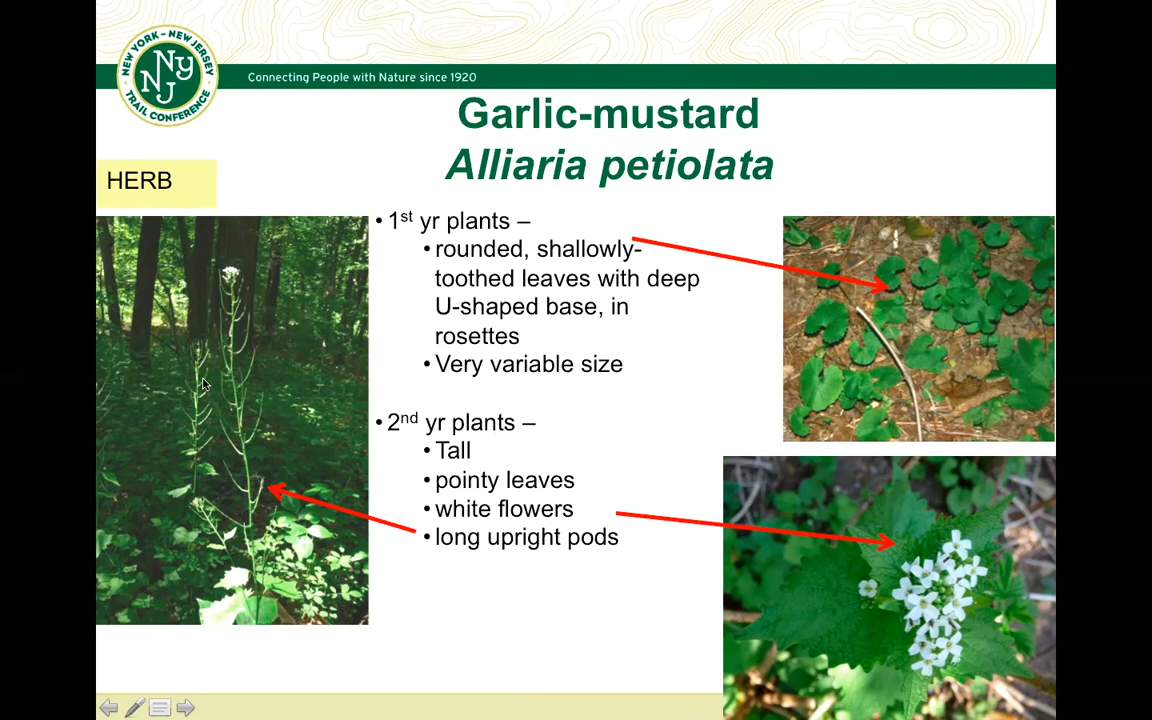 NEW YORK – NEW JERSEY
NY
NJ
TRAIL CONFERENCE
Connecting People with Nature since 1920
Garlic-mustard
Alliaria petiolata
HERB
• 1st yr plants –
• rounded, shallowly-
toothed leaves with deep
U-shaped base, in
rosettes
• Very variable size
• 2nd yr plants –
• Tall
• pointy leaves
• white flowers
• long upright pods